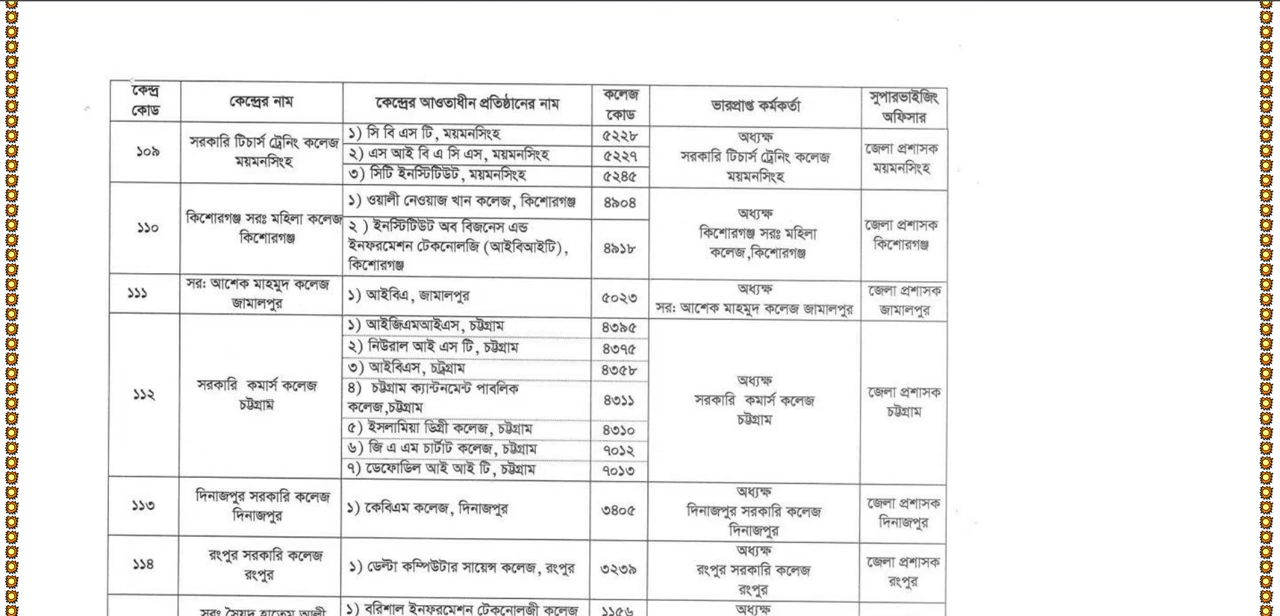 কেন্দ্র কোড | কেন্দ্রের নাম | কেন্দ্রের আওতাধীন প্রতিষ্ঠানের নাম | কলেজ কোড | ভারপ্রাপ্ত কর্মকর্তা | সুপারভাইজিং অফিসার
১০৯
সরকারি টিচার্স ট্রেনিং কলেজ
ময়মনসিংহ
১) সি বি এস টি, ময়মনসিংহ
৫২২৮
২) এস আই বি এ সি এস, ময়মনসিংহ
৫২২৭
৩) সিটি ইনস্টিটিউট, ময়মনসিংহ
৫২৪৫
অধ্যক্ষ
সরকারি টিচার্স ট্রেনিং কলেজ
ময়মনসিংহ
জেলা প্রশাসক
ময়মনসিংহ
১১০
কিশোরগঞ্জ সরঃ মহিলা কলেজ
কিশোরগঞ্জ
১) ওয়ালী নেওয়াজ খান কলেজ, কিশোরগঞ্জ
৪৯০৪
২ ) ইনস্টিটিউট অব বিজনেস এন্ড
ইনফরমেশন টেকনোলজি (আইবিআইটি),
কিশোরগঞ্জ
৪৯১৮
অধ্যক্ষ
কিশোরগঞ্জ সরঃ মহিলা
কলেজ,কিশোরগঞ্জ
জেলা প্রশাসক
কিশোরগঞ্জ
১১১
সর: আশেক মাহমুদ কলেজ
জামালপুর
১) আইবিএ, জামালপুর
৫০২৩
অধ্যক্ষ
সর: আশেক মাহমুদ কলেজ জামালপুর
জেলা প্রশাসক
জামালপুর
১১২
সরকারি কমার্স কলেজ
চট্টগ্রাম
১) আইজিএমআইএস, চট্টগ্রাম
৪৩৯৫
২) নিউরাল আই এস টি, চট্টগ্রাম
৪৩৭৫
৩) আইবিএস, চট্টগ্রাম
৪৩৫৮
৪) চট্টগ্রাম ক্যান্টনমেন্ট পাবলিক
কলেজ,চট্টগ্রাম
৪৩১১
৫) ইসলামিয়া ডিগ্রী কলেজ, চট্টগ্রাম
৪৩১০
৬) জি এ এম চার্টাট কলেজ, চট্টগ্রাম
৭০১২
৭) ডেফোডিল আই আই টি, চট্টগ্রাম
৭০১৩
অধ্যক্ষ
সরকারি কমার্স কলেজ
চট্টগ্রাম
জেলা প্রশাসক
চট্টগ্রাম
১১৩
দিনাজপুর সরকারি কলেজ
দিনাজপুর
১) কেবিএম কলেজ, দিনাজপুর
৩৪০৫
অধ্যক্ষ
দিনাজপুর সরকারি কলেজ
দিনাজপুর
জেলা প্রশাসক
দিনাজপুর
১১৪
রংপুর সরকারি কলেজ
রংপুর
১) ডেল্টা কম্পিউটার সায়েন্স কলেজ, রংপুর
৩২৩৯
অধ্যক্ষ
রংপুর সরকারি কলেজ
রংপুর
জেলা প্রশাসক
রংপুর
সরঃ সৈয়দ হাতেম আলী
১) বরিশাল ইনফরমেশন টেকনোলজী কলেজ
১১৫৬
অধ্যক্ষ